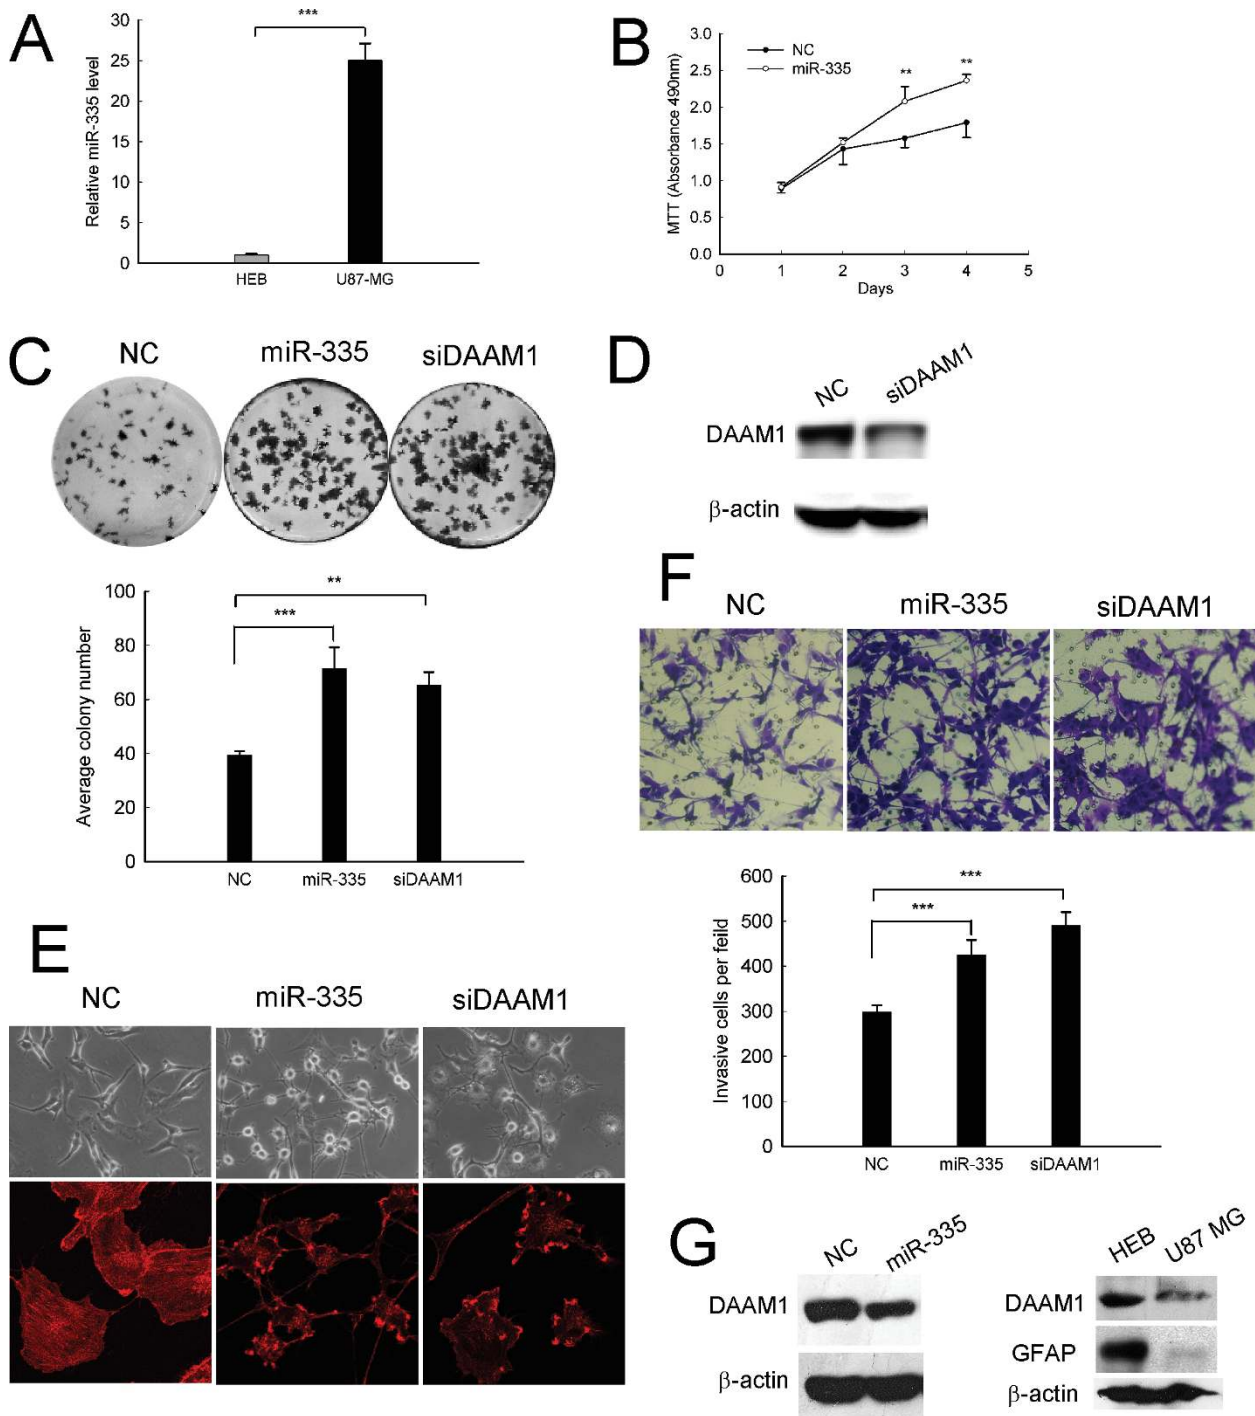 A
Relative miR-335 level
30
25
20
15
10
5
0
***
HEB
U87-MG
B
MTT (Absorbance 490nm)
3.0
2.5
2.0
1.5
1.0
0.5
0.0
NC
miR-335
**
**
0
1
2
3
4
5
Days
C
NC
miR-335
siDAAM1
Average colony number
100
80
60
40
20
0
**
***
NC
miR-335
siDAAM1
D
NC
siDAAM1
DAAM1
β-actin
E
NC
miR-335
siDAAM1
F
NC
miR-335
siDAAM1
Invasive cells per feild
600
500
400
300
200
100
0
***
***
NC
miR-335
siDAAM1
G
NC
miR-335
DAAM1
β-actin
HEB
U87 MG
DAAM1
GFAP
β-actin